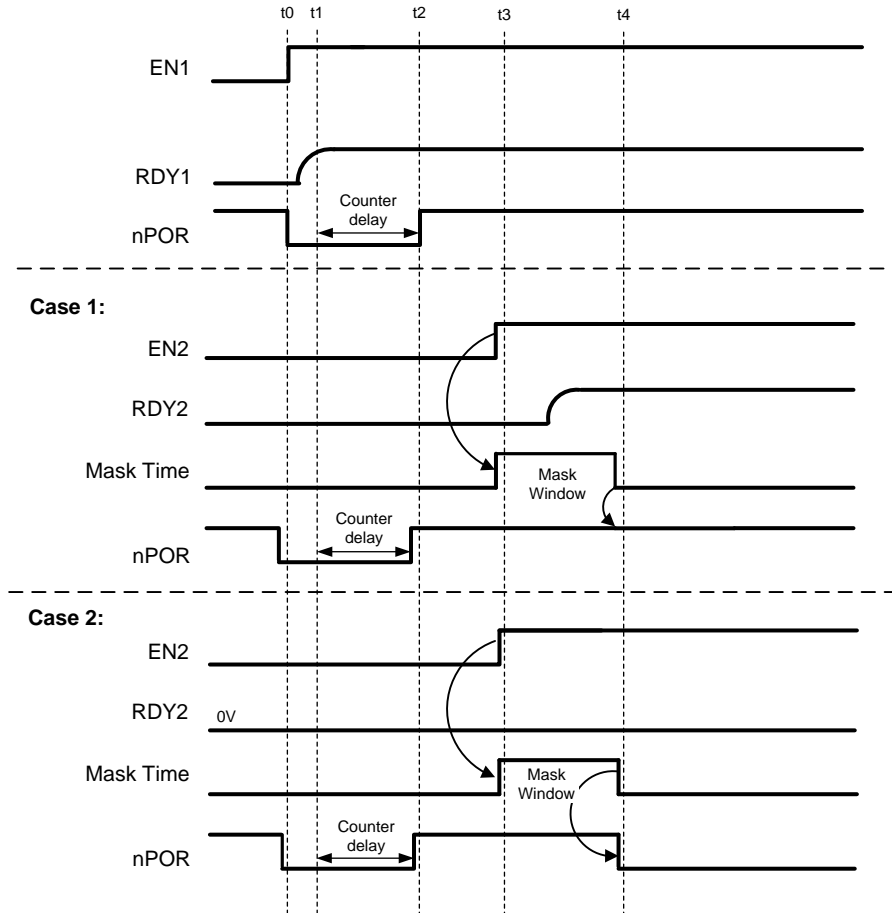 t0 t1 t2 t3 t4
EN1
RDY1
Counter
delay
nPOR
Case 1:
EN2
RDY2
Mask Time
Mask
Window
Counter
delay
nPOR
Case 2:
EN2
RDY2
0V
Mask Time
Mask
Window
Counter
delay
nPOR